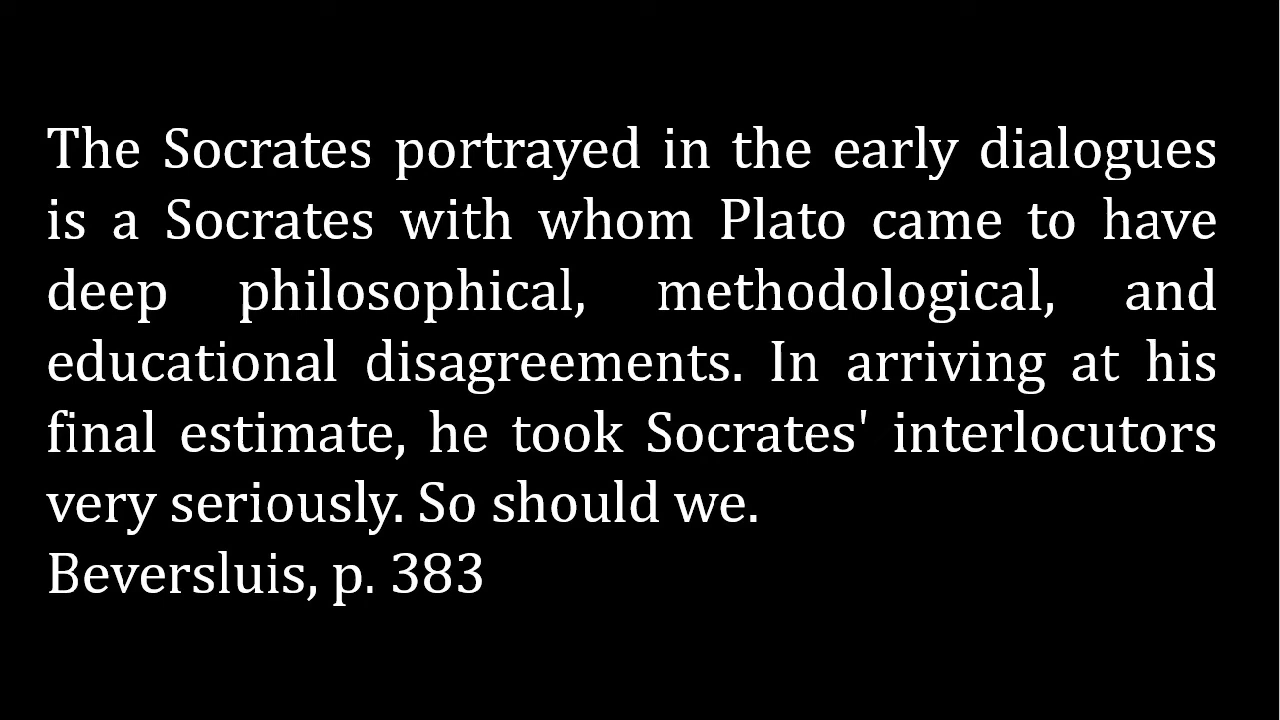 The Socrates portrayed in the early dialogues
is a Socrates with whom Plato came to have
deep philosophical, methodological, and
educational disagreements. In arriving at his
final estimate, he took Socrates' interlocutors
very seriously. So should we.
Beversluis, p. 383